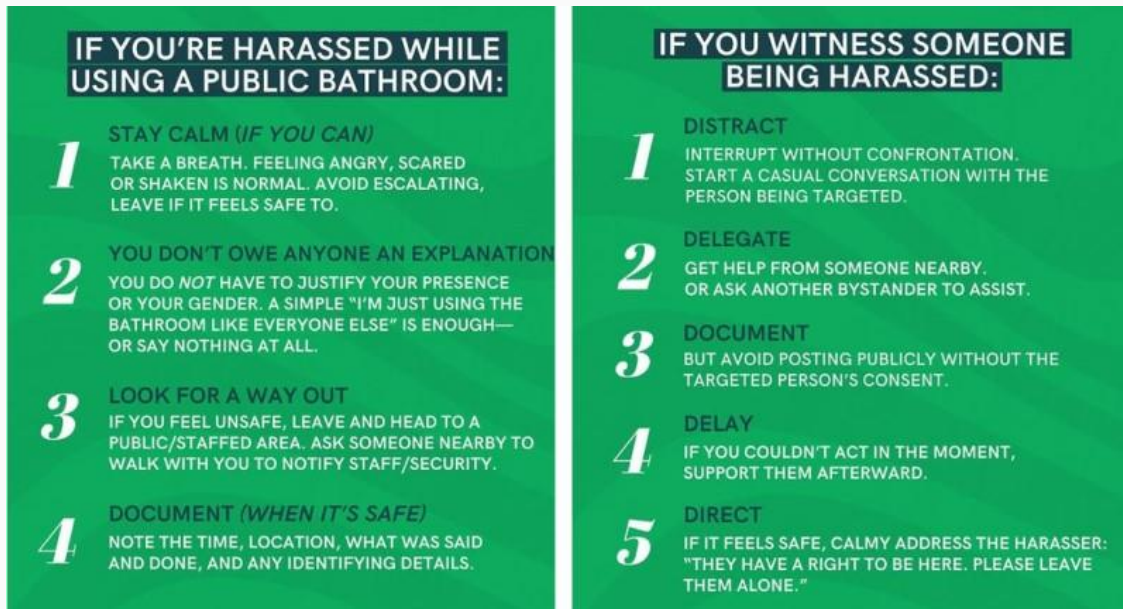 IF YOU'RE HARASSED WHILE
USING A PUBLIC BATHROOM:
1
STAY CALM (IF YOU CAN)
TAKE A BREATH. FEELING ANGRY, SCARED
OR SHAKEN IS NORMAL. AVOID ESCALATING,
LEAVE IF IT FEELS SAFE TO.
2
YOU DON'T OWE ANYONE AN EXPLANATION
YOU DO NOT HAVE TO JUSTIFY YOUR PRESENCE
OR YOUR GENDER. A SIMPLE “I'M JUST USING THE
BATHROOM LIKE EVERYONE ELSE” IS ENOUGH—
OR SAY NOTHING AT ALL.
3
LOOK FOR A WAY OUT
IF YOU FEEL UNSAFE, LEAVE AND HEAD TO A
PUBLIC/STAFFED AREA. ASK SOMEONE NEARBY TO
WALK WITH YOU TO NOTIFY STAFF/SECURITY.
4
DOCUMENT (WHEN IT'S SAFE)
NOTE THE TIME, LOCATION, WHAT WAS SAID
AND DONE, AND ANY IDENTIFYING DETAILS.
IF YOU WITNESS SOMEONE
BEING HARASSED:
1
DISTRACT
INTERRUPT WITHOUT CONFRONTATION.
START A CASUAL CONVERSATION WITH THE
PERSON BEING TARGETED.
2
DELEGATE
GET HELP FROM SOMEONE NEARBY.
OR ASK ANOTHER BYSTANDER TO ASSIST.
3
DOCUMENT
BUT AVOID POSTING PUBLICLY WITHOUT THE
TARGETED PERSON'S CONSENT.
4
DELAY
IF YOU COULDN'T ACT IN THE MOMENT,
SUPPORT THEM AFTERWARD.
5
DIRECT
IF IT FEELS SAFE, CALMY ADDRESS THE HARASSER:
“THEY HAVE A RIGHT TO BE HERE. PLEASE LEAVE
THEM ALONE.”